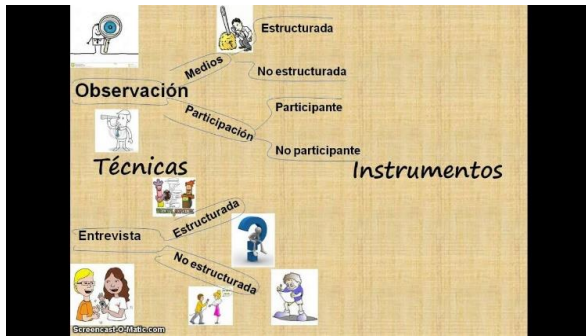 Estructurada
Medios
No estructurada
Observación
Participante
Participación
No participante
Técnicas
Instrumentos
Estructurada
Entrevista
No estructurada
Screencast-O-Matic.com